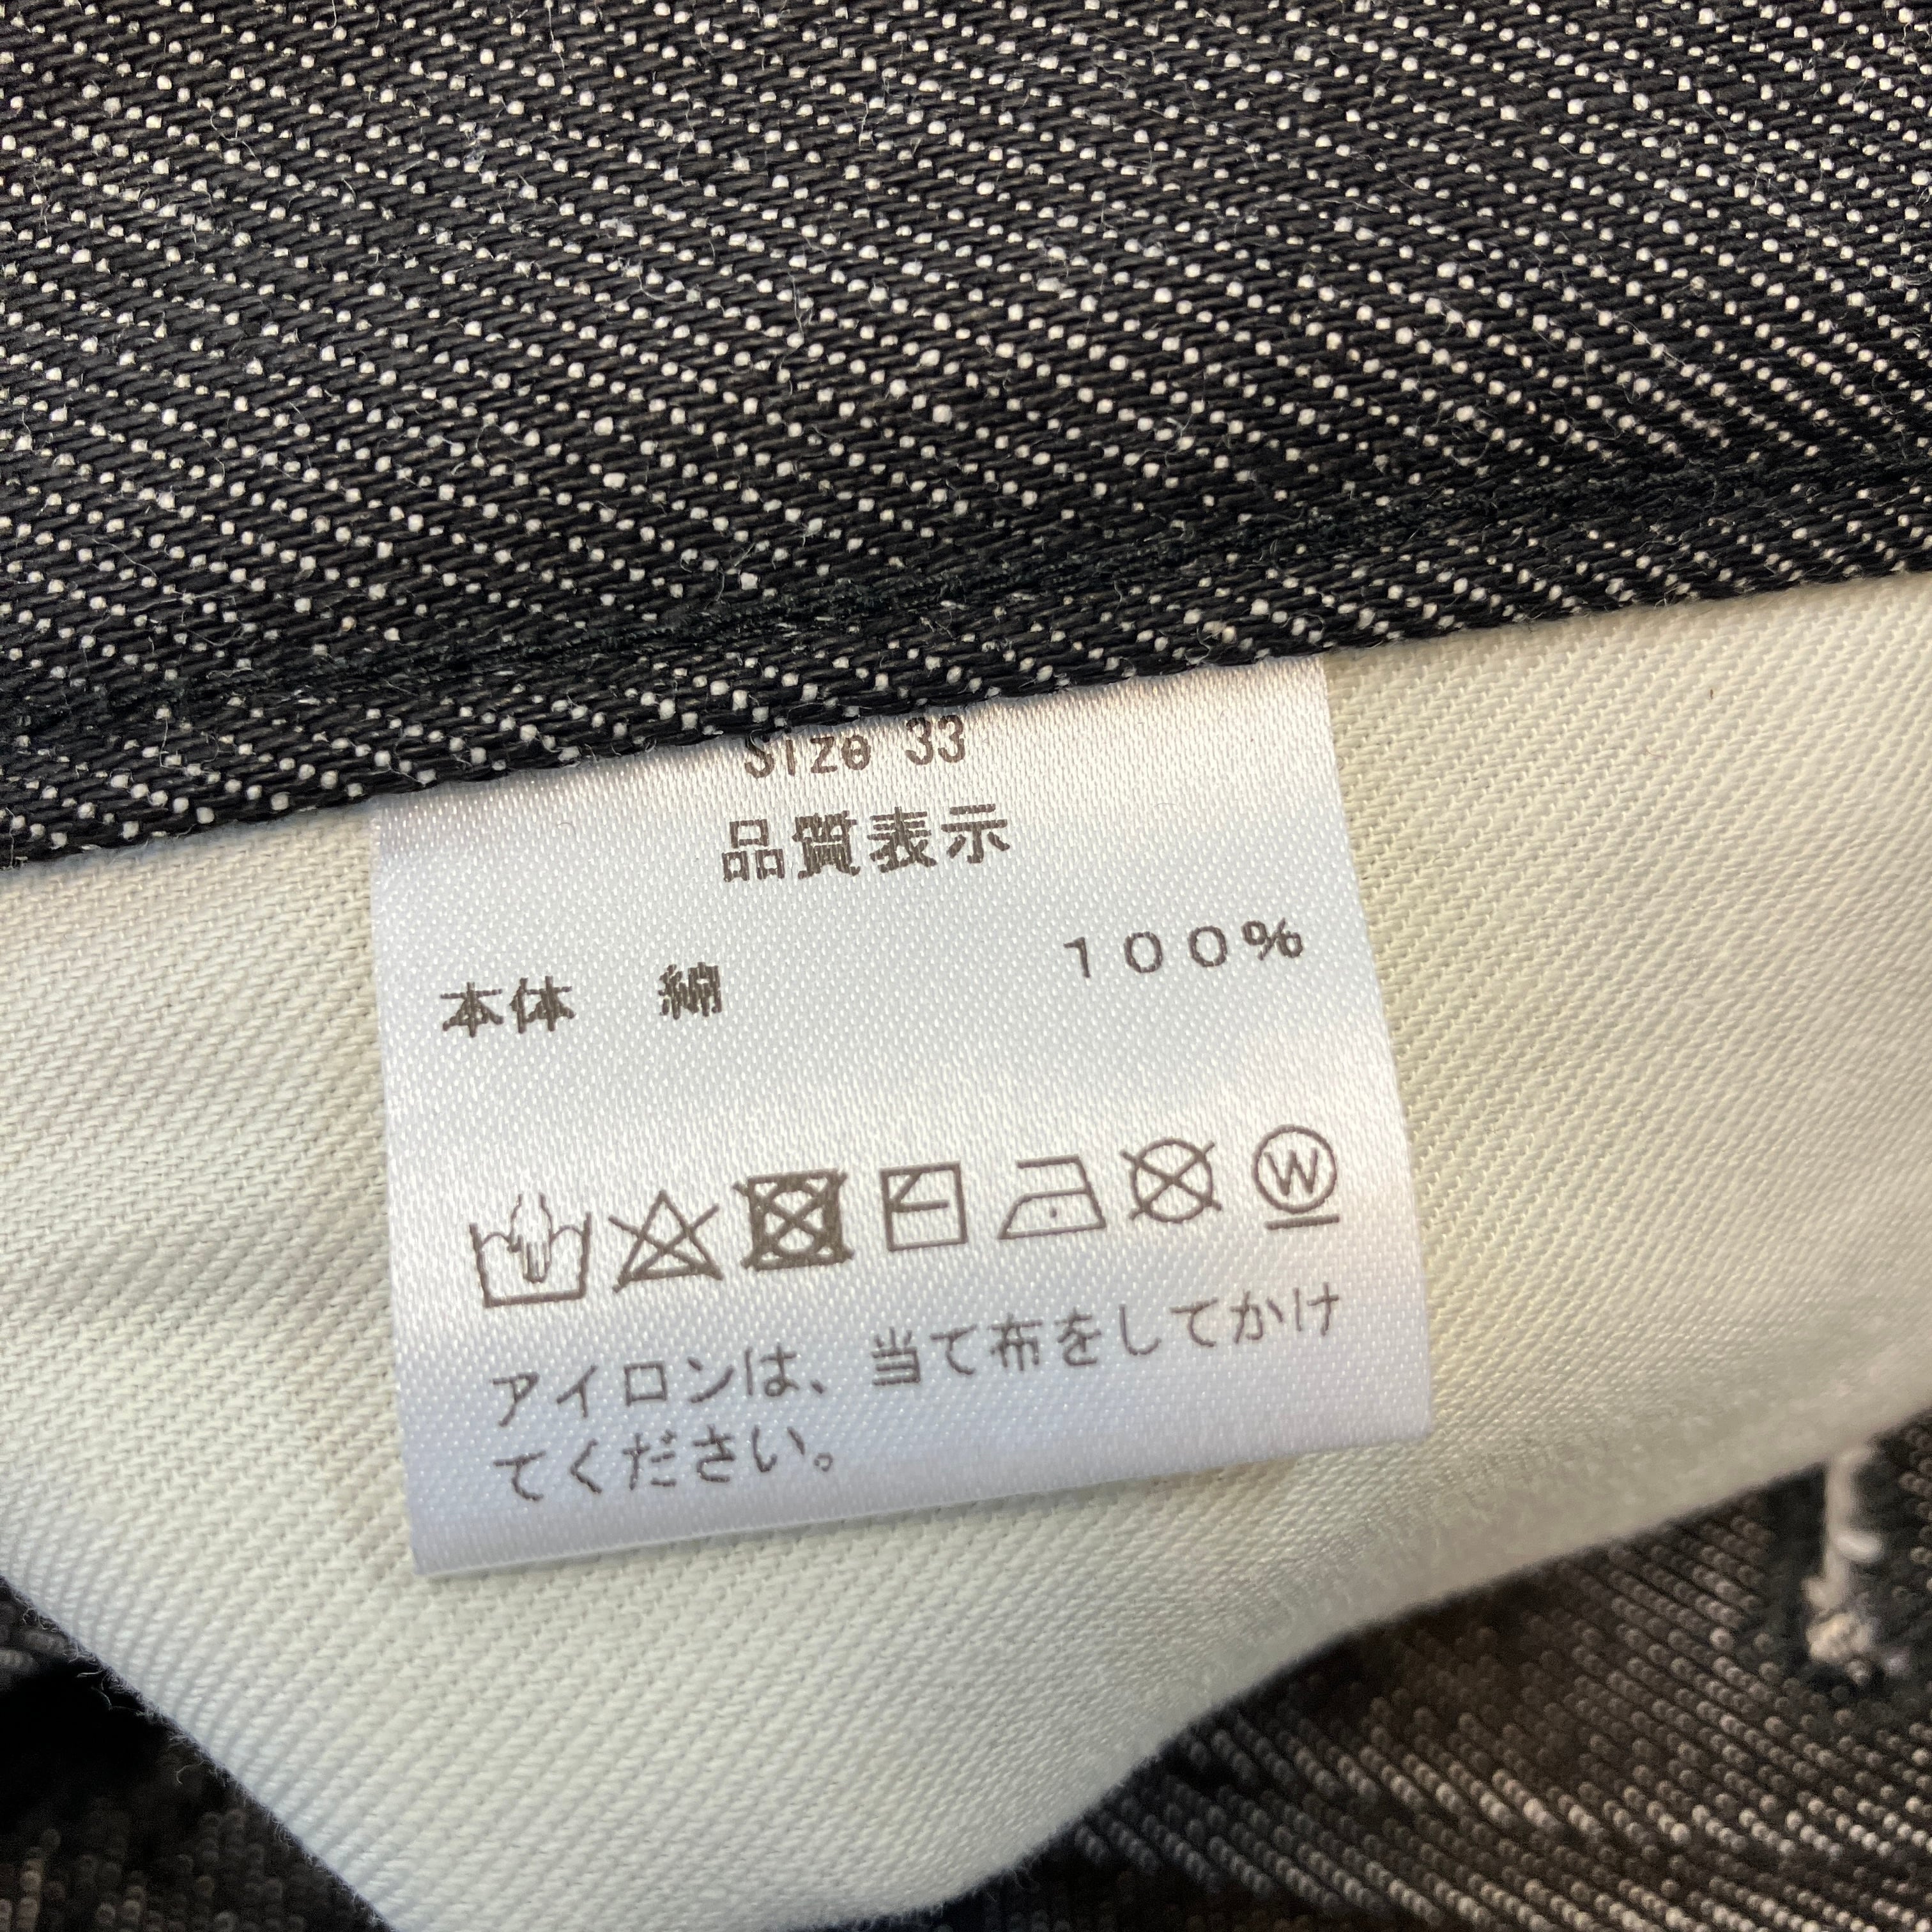 Size 33
品質表示
本体 綿 100%
W
アイロンは、当て布をしてかけ
てください。